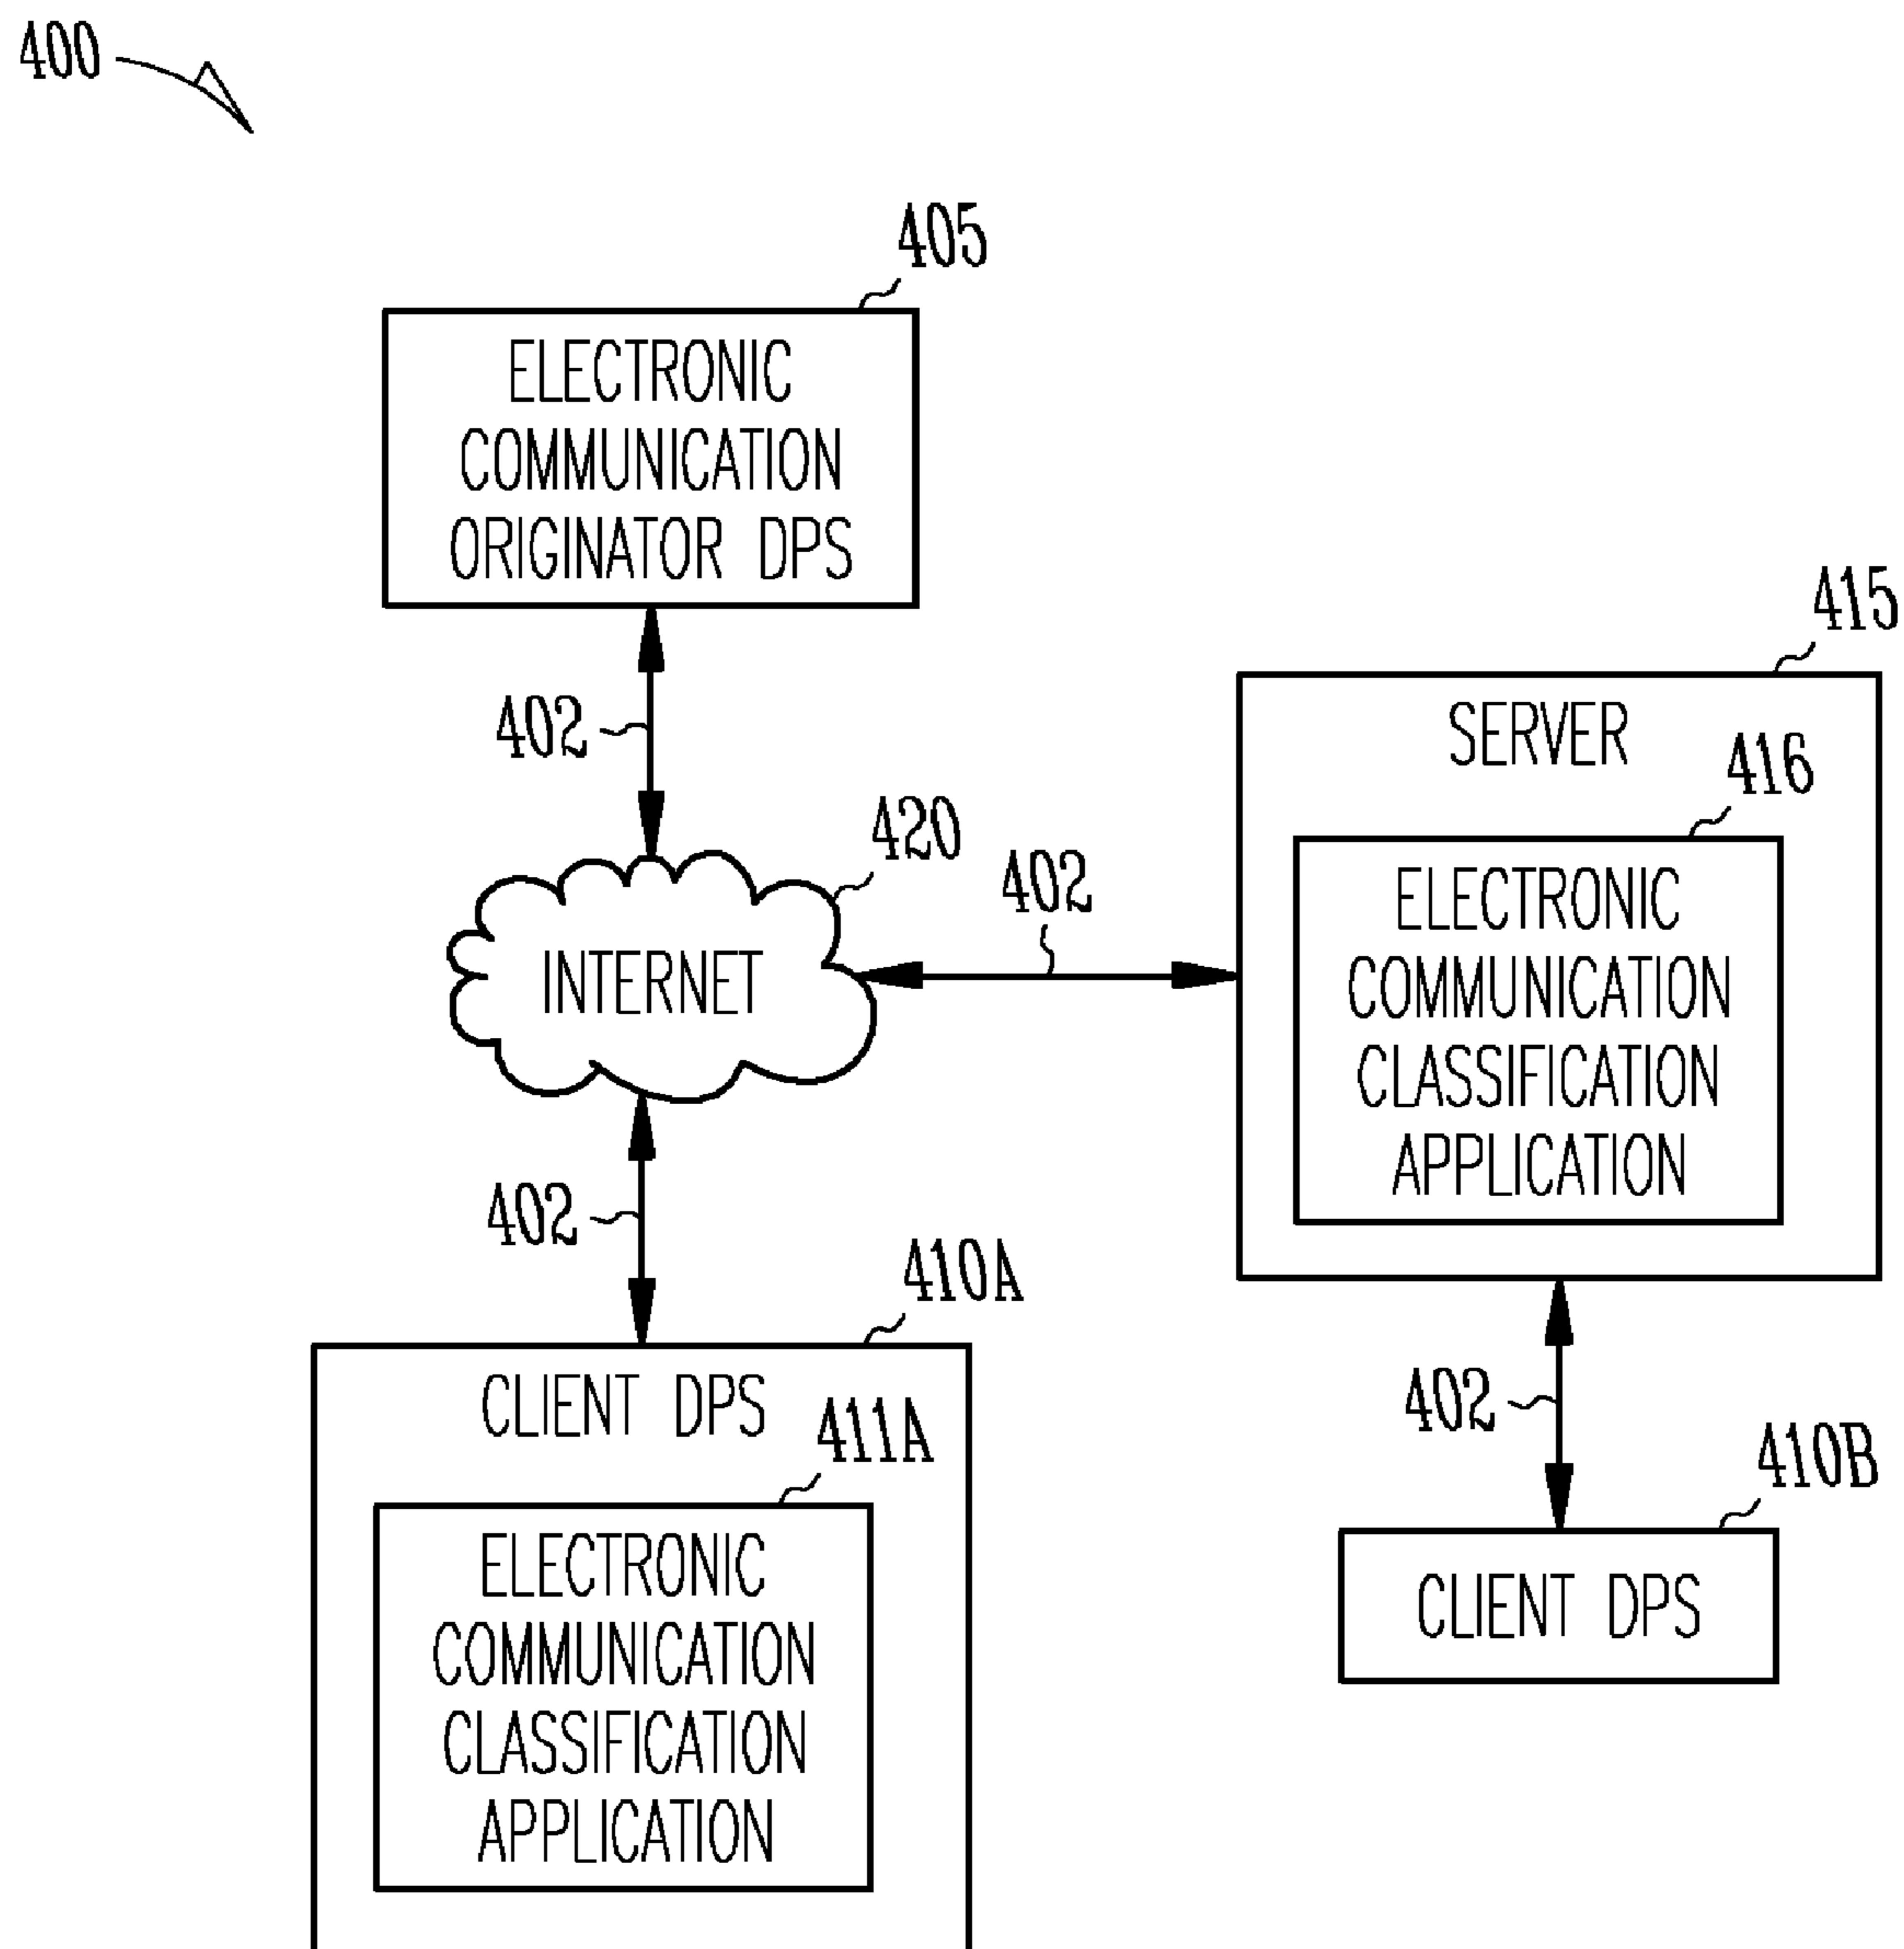 400
405
ELECTRONIC
COMMUNICATION
ORIGINATOR DPS
402
415
SERVER
416
ELECTRONIC
COMMUNICATION
CLASSIFICATION
APPLICATION
420
402
INTERNET
402
410A
CLIENT DPS
411A
ELECTRONIC
COMMUNICATION
CLASSIFICATION
APPLICATION
402
410B
CLIENT DPS